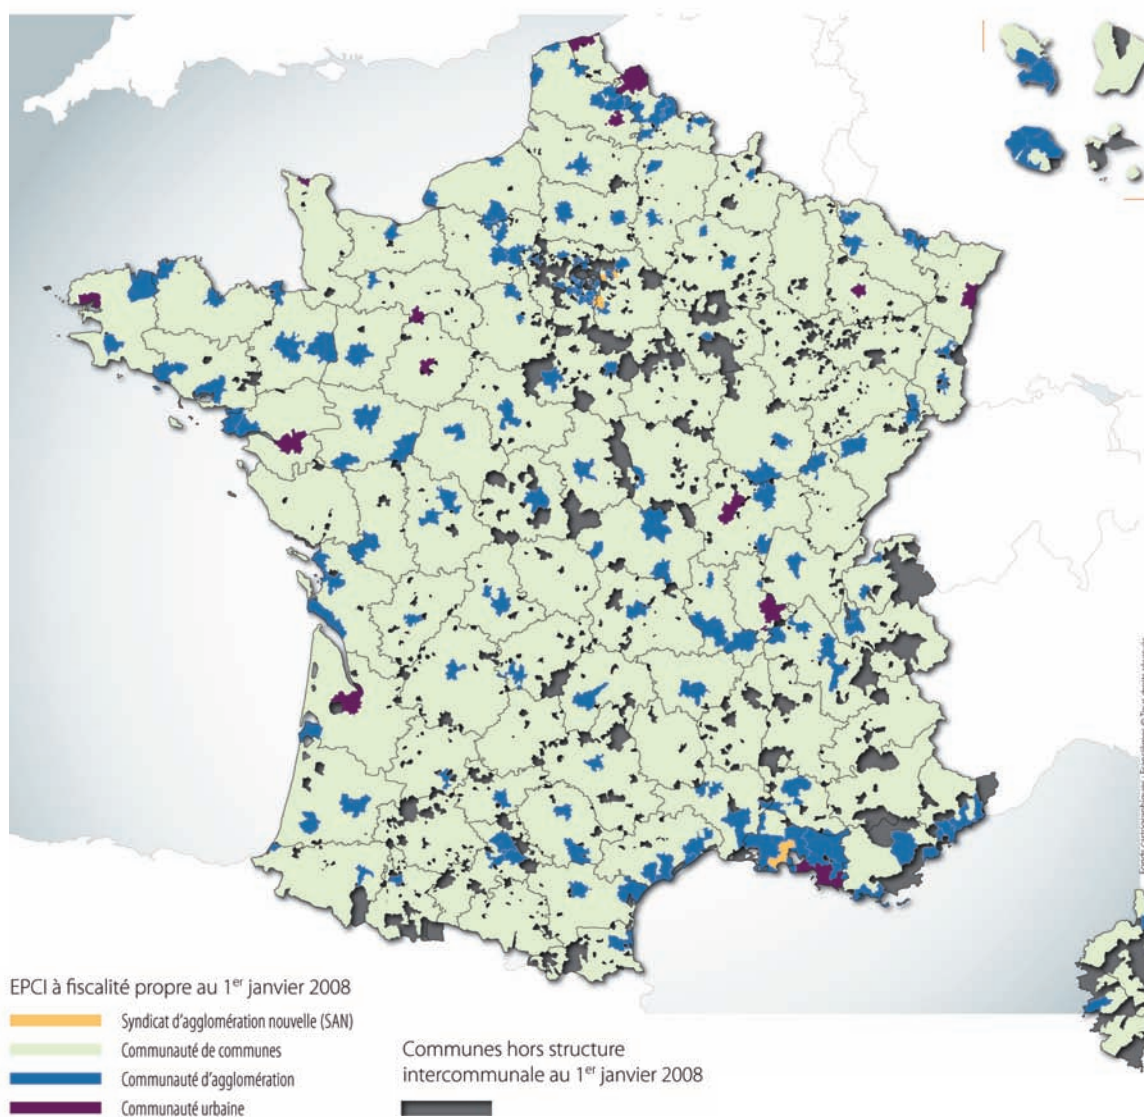 EPCI à fiscalité propre au 1er janvier 2008
Syndicat d'agglomération nouvelle (SAN)
Communauté de communes
Communauté d'agglomération
Communauté urbaine
Communes hors structure
intercommunale au 1er janvier 2008